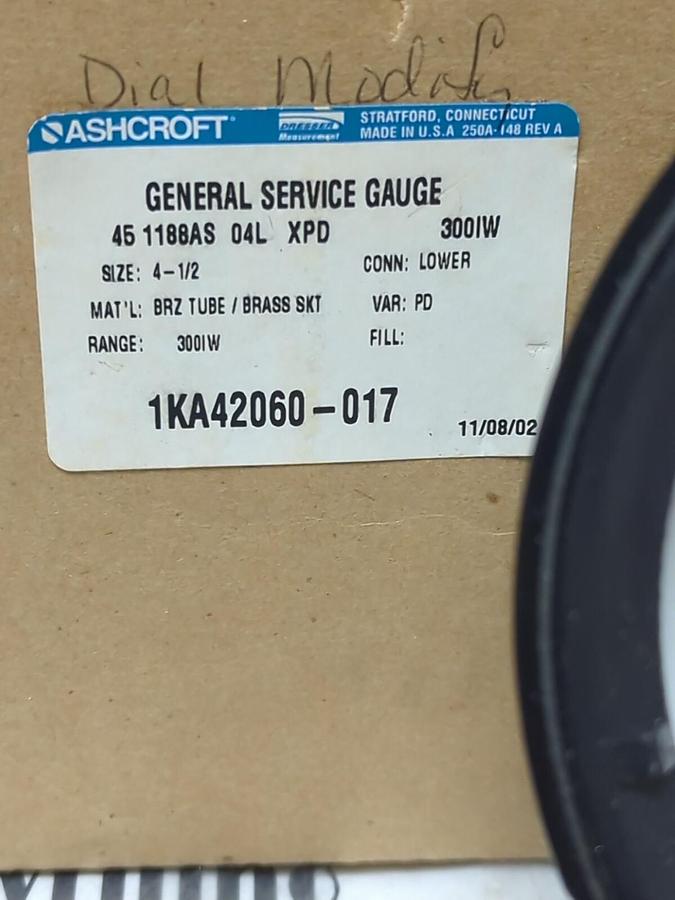 Dial Modify
ASHCROFT
DRESSER
Measurement
STRATFORD, CONNECTICUT
MADE IN U.S.A 250A-148 REV A
GENERAL SERVICE GAUGE
45 1188AS 04L XPD 300IW
SIZE: 4-1/2 CONN: LOWER
MAT'L: BRZ TUBE / BRASS SKT VAR: PD
RANGE: 300IW FILL:
1KA42060-017
11/08/02